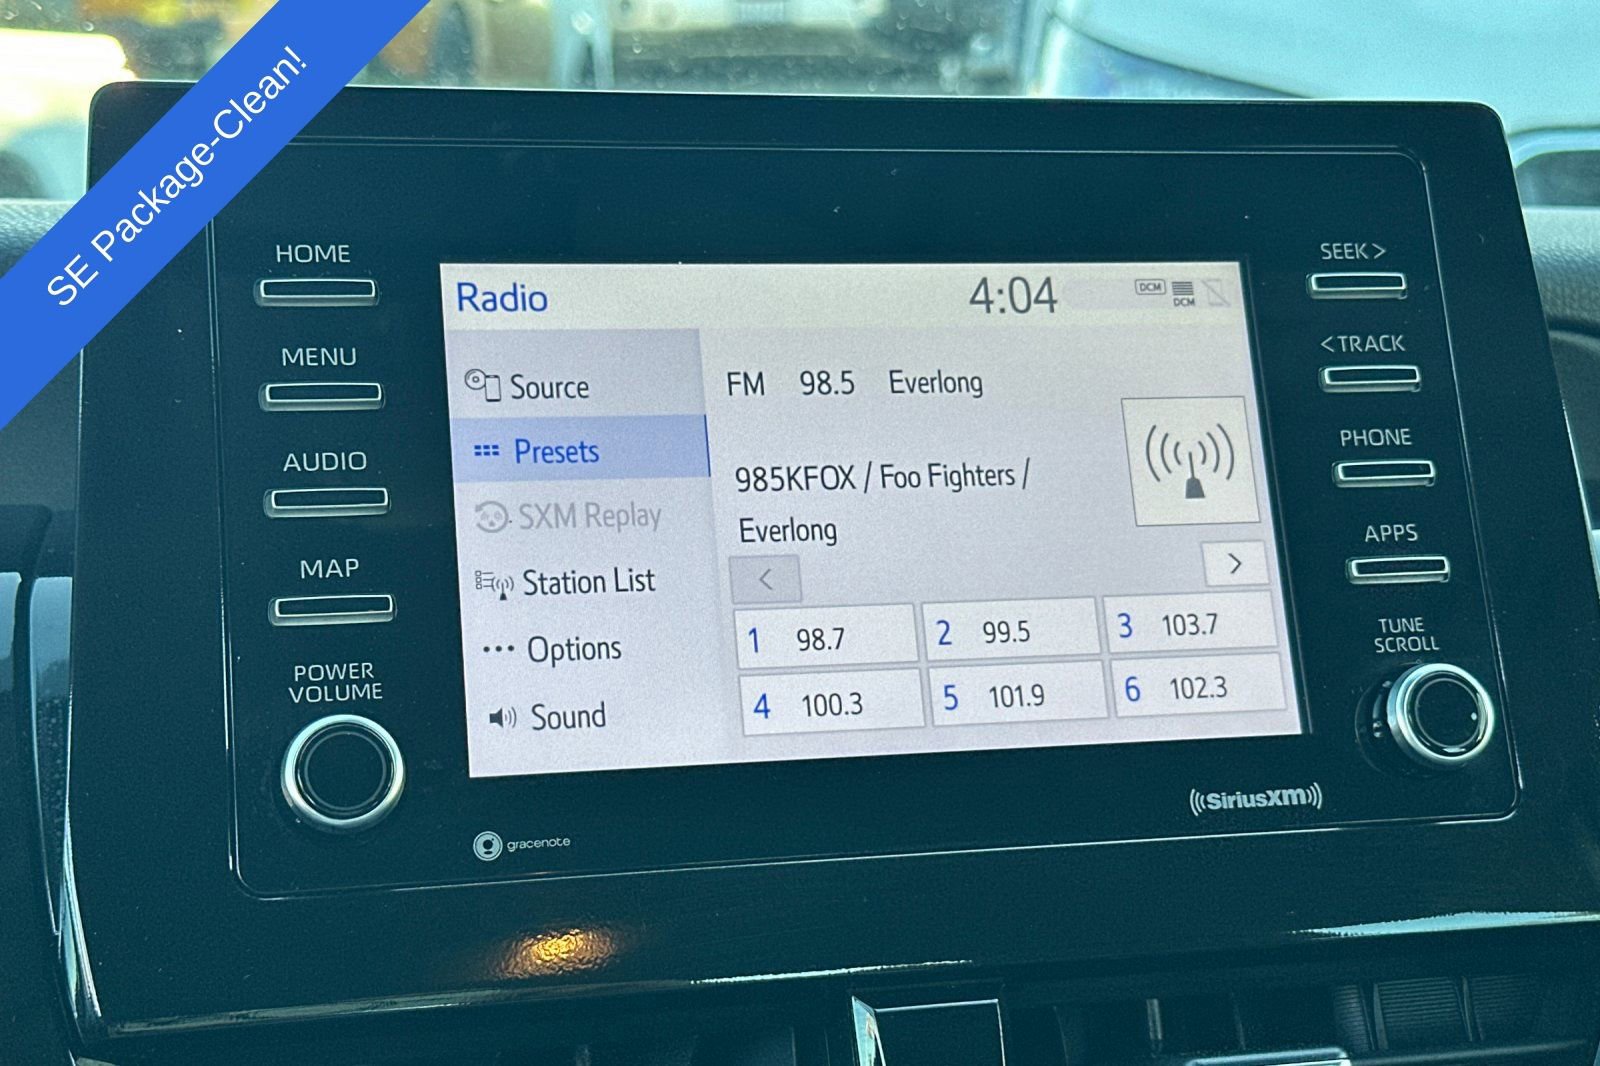 SE Package-Clean!
HOME
MENU
AUDIO
MAP
POWER
VOLUME
Radio
4:04
DCM
DCM
Source
Presets
SXM Replay
Station List
Options
Sound
FM 98.5 Everlong
985KFOX / Foo Fighters /
Everlong
<
>
1 98.7
2 99.5
3 103.7
4 100.3
5 101.9
6 102.3
SEEK >
< TRACK
PHONE
APPS
TUNE
SCROLL
gracenote
((SiriusXM))